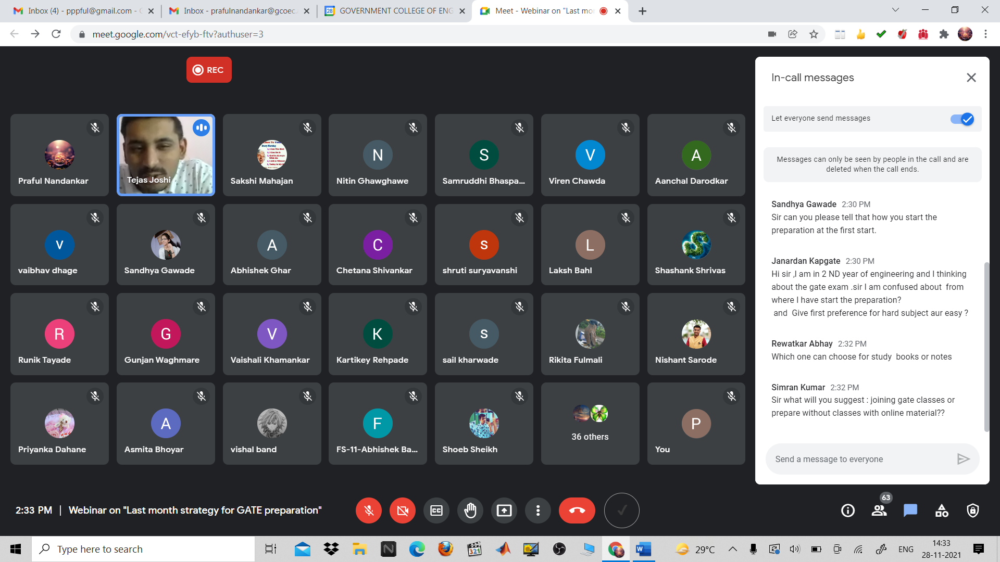 Inbox (4) - pppful@gmail.com - G
Inbox - prafulnandankar@gcoec.
GOVERNMENT COLLEGE OF ENG
Meet - Webinar on "Last mor
meet.google.com/vct-efyb-ftv?authuser=3
REC
Praful Nandankar
Tejas Joshi
Sakshi Mahajan
N
Nitin Ghawghawe
S
Samruddhi Bhaspa...
V
Viren Chawda
A
Aanchal Darodkar
v
vaibhav dhage
Sandhya Gawade
A
Abhishek Ghar
C
Chetana Shivankar
s
shruti suryavanshi
L
Laksh Bahl
Shashank Shrivas
R
Runik Tayade
G
Gunjan Waghmare
V
Vaishali Khamankar
K
Kartikey Rehpade
s
sail kharwade
Rikita Fulmali
Nishant Sarode
Priyanka Dahane
A
Asmita Bhoyar
vishal band
F
FS-11-Abhishek Ba...
Shoeb Sheikh
36 others
P
You
In-call messages
Let everyone send messages
Messages can only be seen by people in the call and are
deleted when the call ends.
Sandhya Gawade 2:30 PM
Sir can you please tell that how you start the
preparation at the first start.
Janardan Kapgate 2:30 PM
Hi sir ,I am in 2 ND year of engineering and I thinking
about the gate exam .sir I am confused about from
where I have start the preparation?
and Give first preference for hard subject aur easy ?
Rewatkar Abhay 2:32 PM
Which one can choose for study books or notes
Simran Kumar 2:32 PM
Sir what will you suggest : joining gate classes or
prepare without classes with online material??
Send a message to everyone
2:33 PM | Webinar on "Last month strategy for GATE preparation"
63
Type here to search
29°C
ENG
14:33
28-11-2021